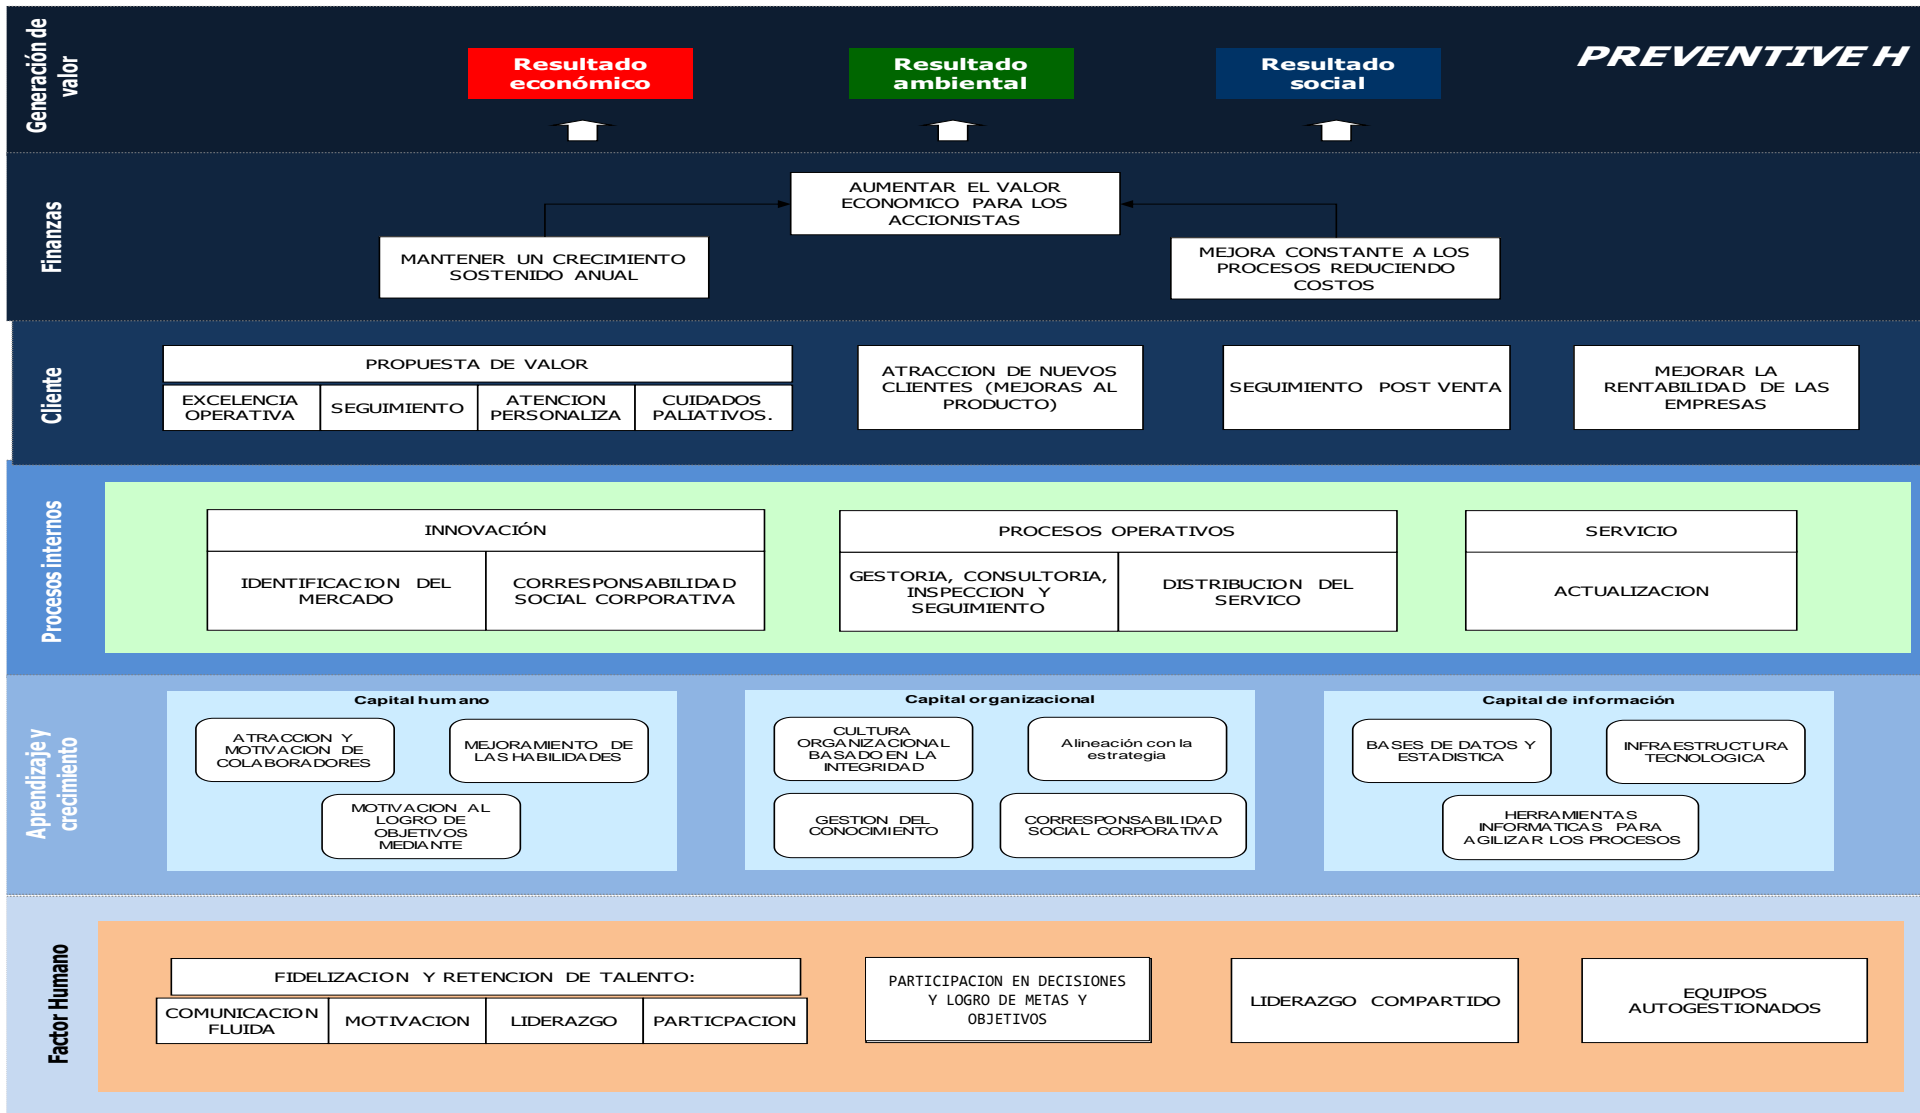 Generación de
valor
Resultado
económico
Resultado
ambiental
Resultado
social
PREVENTIVE H
Finanzas
AUMENTAR EL VALOR
ECONOMICO PARA LOS
ACCIONISTAS
MANTENER UN CRECIMIENTO
SOSTENIDO ANUAL
MEJORA CONSTANTE A LOS
PROCESOS REDUCIENDO
COSTOS
Cliente
PROPUESTA DE VALOR
EXCELENCIA
OPERATIVA
SEGUIMIENTO
ATENCION
PERSONALIZA
CUIDADOS
PALIATIVOS.
ATRACCION DE NUEVOS
CLIENTES (MEJORAS AL
PRODUCTO)
SEGUIMIENTO POST VENTA
MEJORAR LA
RENTABILIDAD DE LAS
EMPRESAS
Procesos internos
INNOVACIÓN
IDENTIFICACION DEL
MERCADO
CORRESPONSABILIDAD
SOCIAL CORPORATIVA
PROCESOS OPERATIVOS
GESTORIA, CONSULTORIA,
INSPECCION Y
SEGUIMIENTO
DISTRIBUCION DEL
SERVICO
SERVICIO
ACTUALIZACION
Aprendizaje y
crecimiento
Capital humano
ATRACCION Y
MOTIVACION DE
COLABORADORES
MEJORAMIENTO DE
LAS HABILIDADES
MOTIVACION AL
LOGRO DE
OBJETIVOS
MEDIANTE
Capital organizacional
CULTURA
ORGANIZACIONAL
BASADO EN LA
INTEGRIDAD
Alineación con la
estrategia
GESTION DEL
CONOCIMIENTO
CORRESPONSABILIDAD
SOCIAL CORPORATIVA
Capital de información
BASES DE DATOS Y
ESTADISTICA
INFRAESTRUCTURA
TECNOLOGICA
HERRAMIENTAS
INFORMATICAS PARA
AGILIZAR LOS PROCESOS
Factor Humano
FIDELIZACION Y RETENCION DE TALENTO:
COMUNICACION
FLUIDA
MOTIVACION
LIDERAZGO
PARTICPACION
PARTICIPACION EN DECISIONES
Y LOGRO DE METAS Y
OBJETIVOS
LIDERAZGO COMPARTIDO
EQUIPOS
AUTOGESTIONADOS